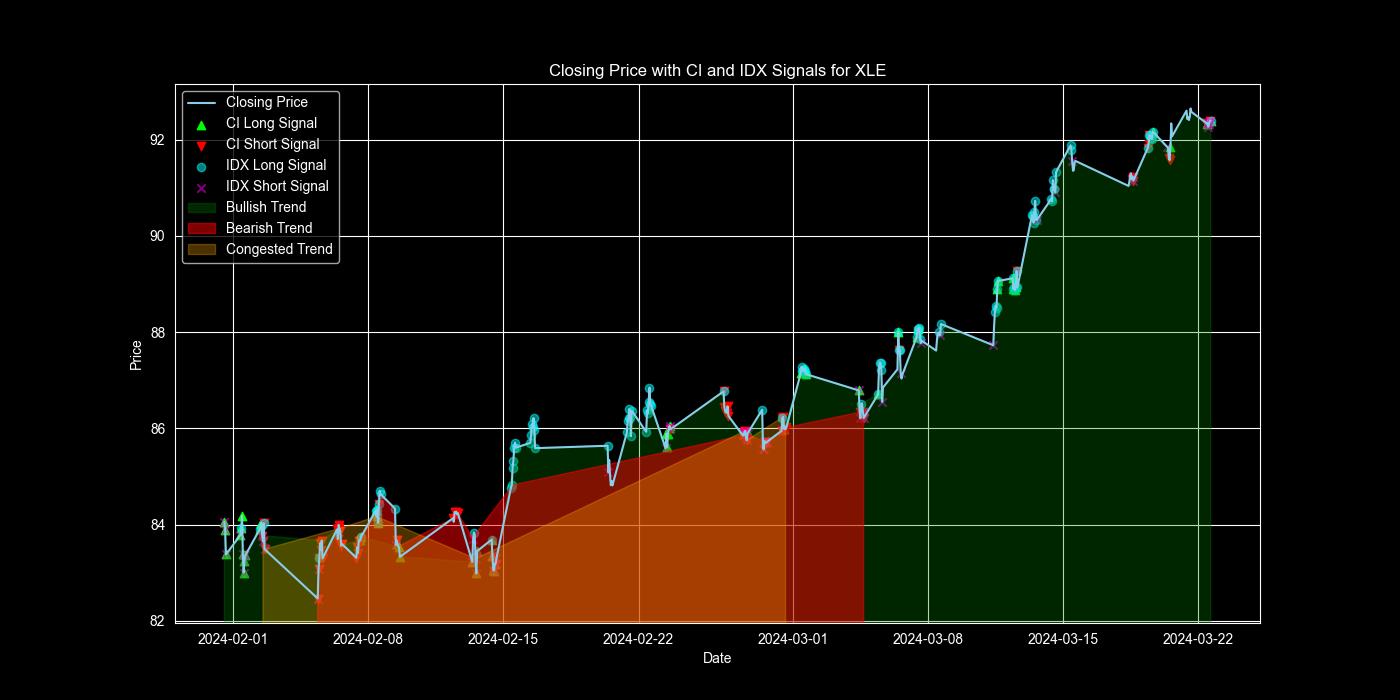 Closing Price with CI and IDX Signals for XLE
Closing Price
CI Long Signal
CI Short Signal
IDX Long Signal
IDX Short Signal
Bullish Trend
Bearish Trend
Congested Trend
92
90
88
86
84
82
Price
2024-02-01
2024-02-08
2024-02-15
2024-02-22
2024-03-01
2024-03-08
2024-03-15
2024-03-22
Date